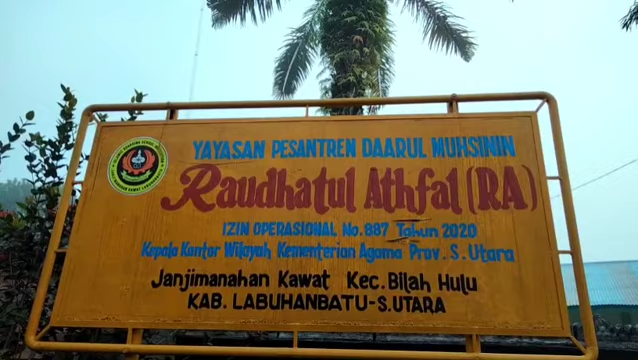 YAYASAN PESANTREN DAARUL MUHSININ
Raudhatul Athfal (RA)
IZIN OPERASIONAL No. 887 Tahun 2020
Kepala Kantor Wilayah Kementerian Agama Prov. S. Utara
Janjimanahan Kawat Kec. Bilah Hulu
KAB. LABUHANBATU-S.UTARA